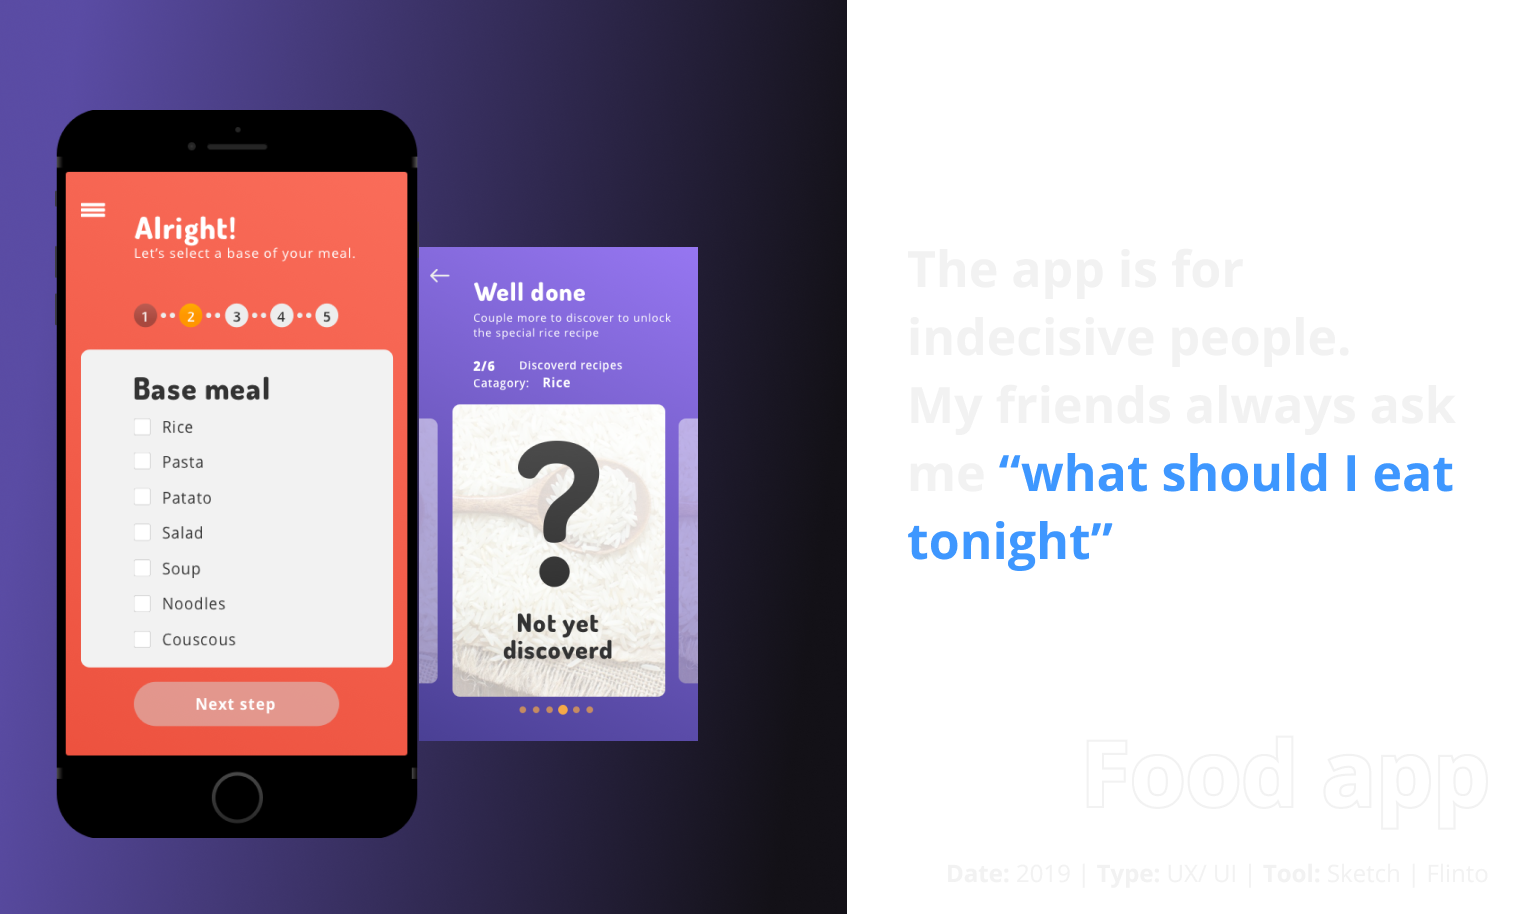 Alright!
Let's select a base of your meal.
1 2 3 4 5
Base meal
Rice
Pasta
Patato
Salad
Soup
Noodles
Couscous
Next step
Well done
Couple more to discover to unlock
the special rice recipe
2/6 Discoverd recipes
Catagory: Rice
?
Not yet
discoverd
The app is for
indecisive people.
My friends always ask
me “what should I eat
tonight”
Food app
Date: 2019 | Type: UX/ UI | Tool: Sketch | Flinto